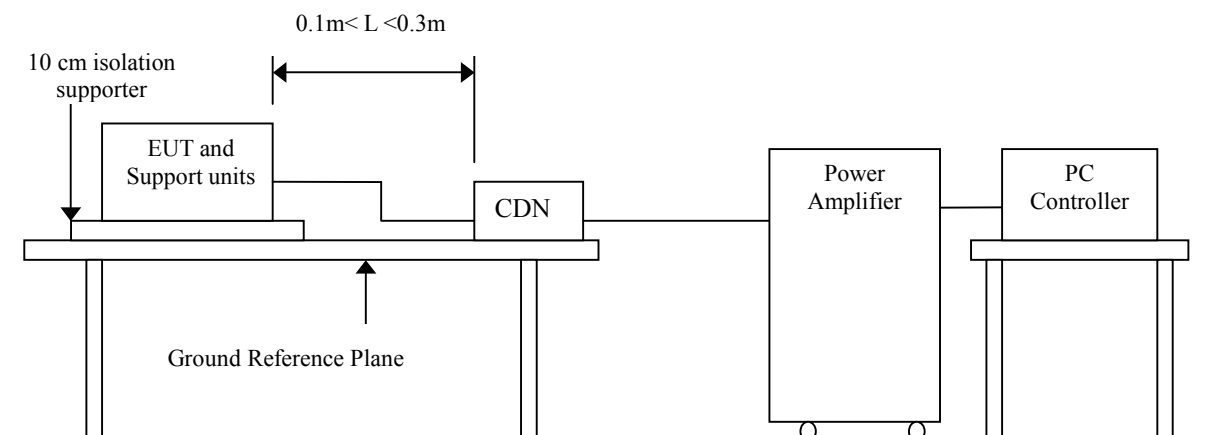 0.1m< L <0.3m
10 cm isolation
supporter
EUT and
Support units
CDN
Power
Amplifier
PC
Controller
Ground Reference Plane